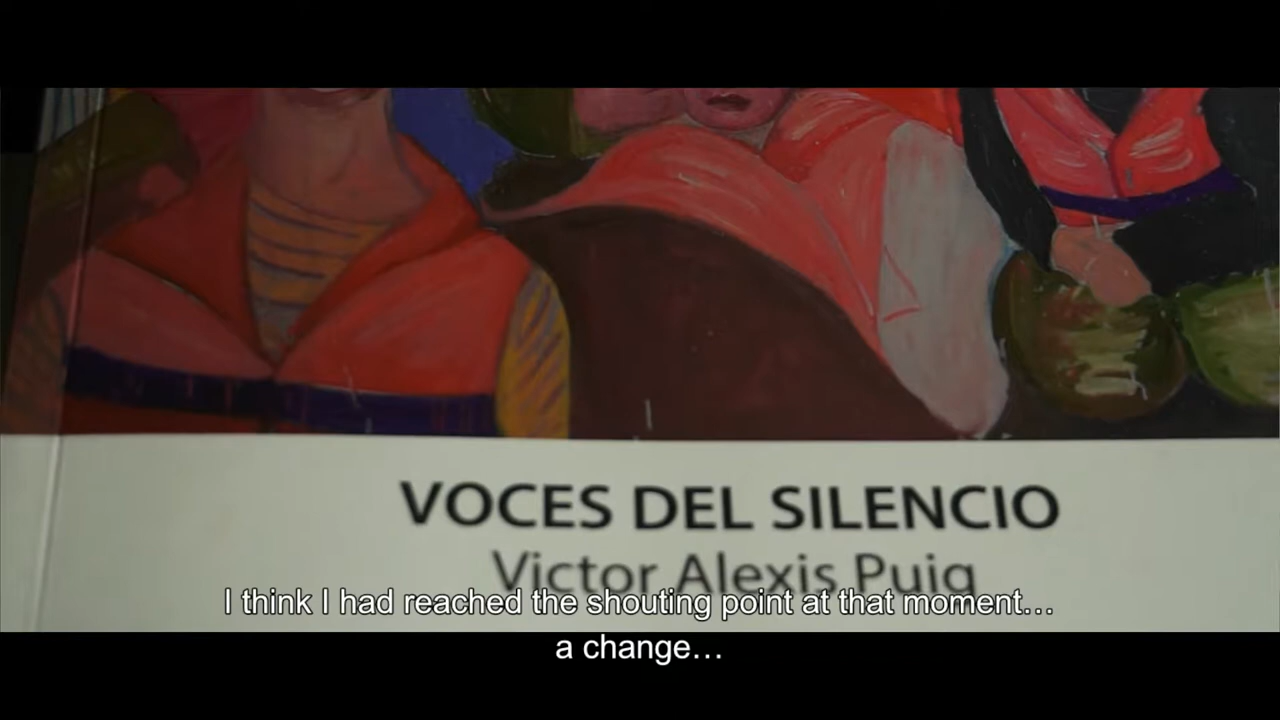 VOCES DEL SILENCIO
Victor Alexis Puig
I think I had reached the shouting point at that moment…
a change…